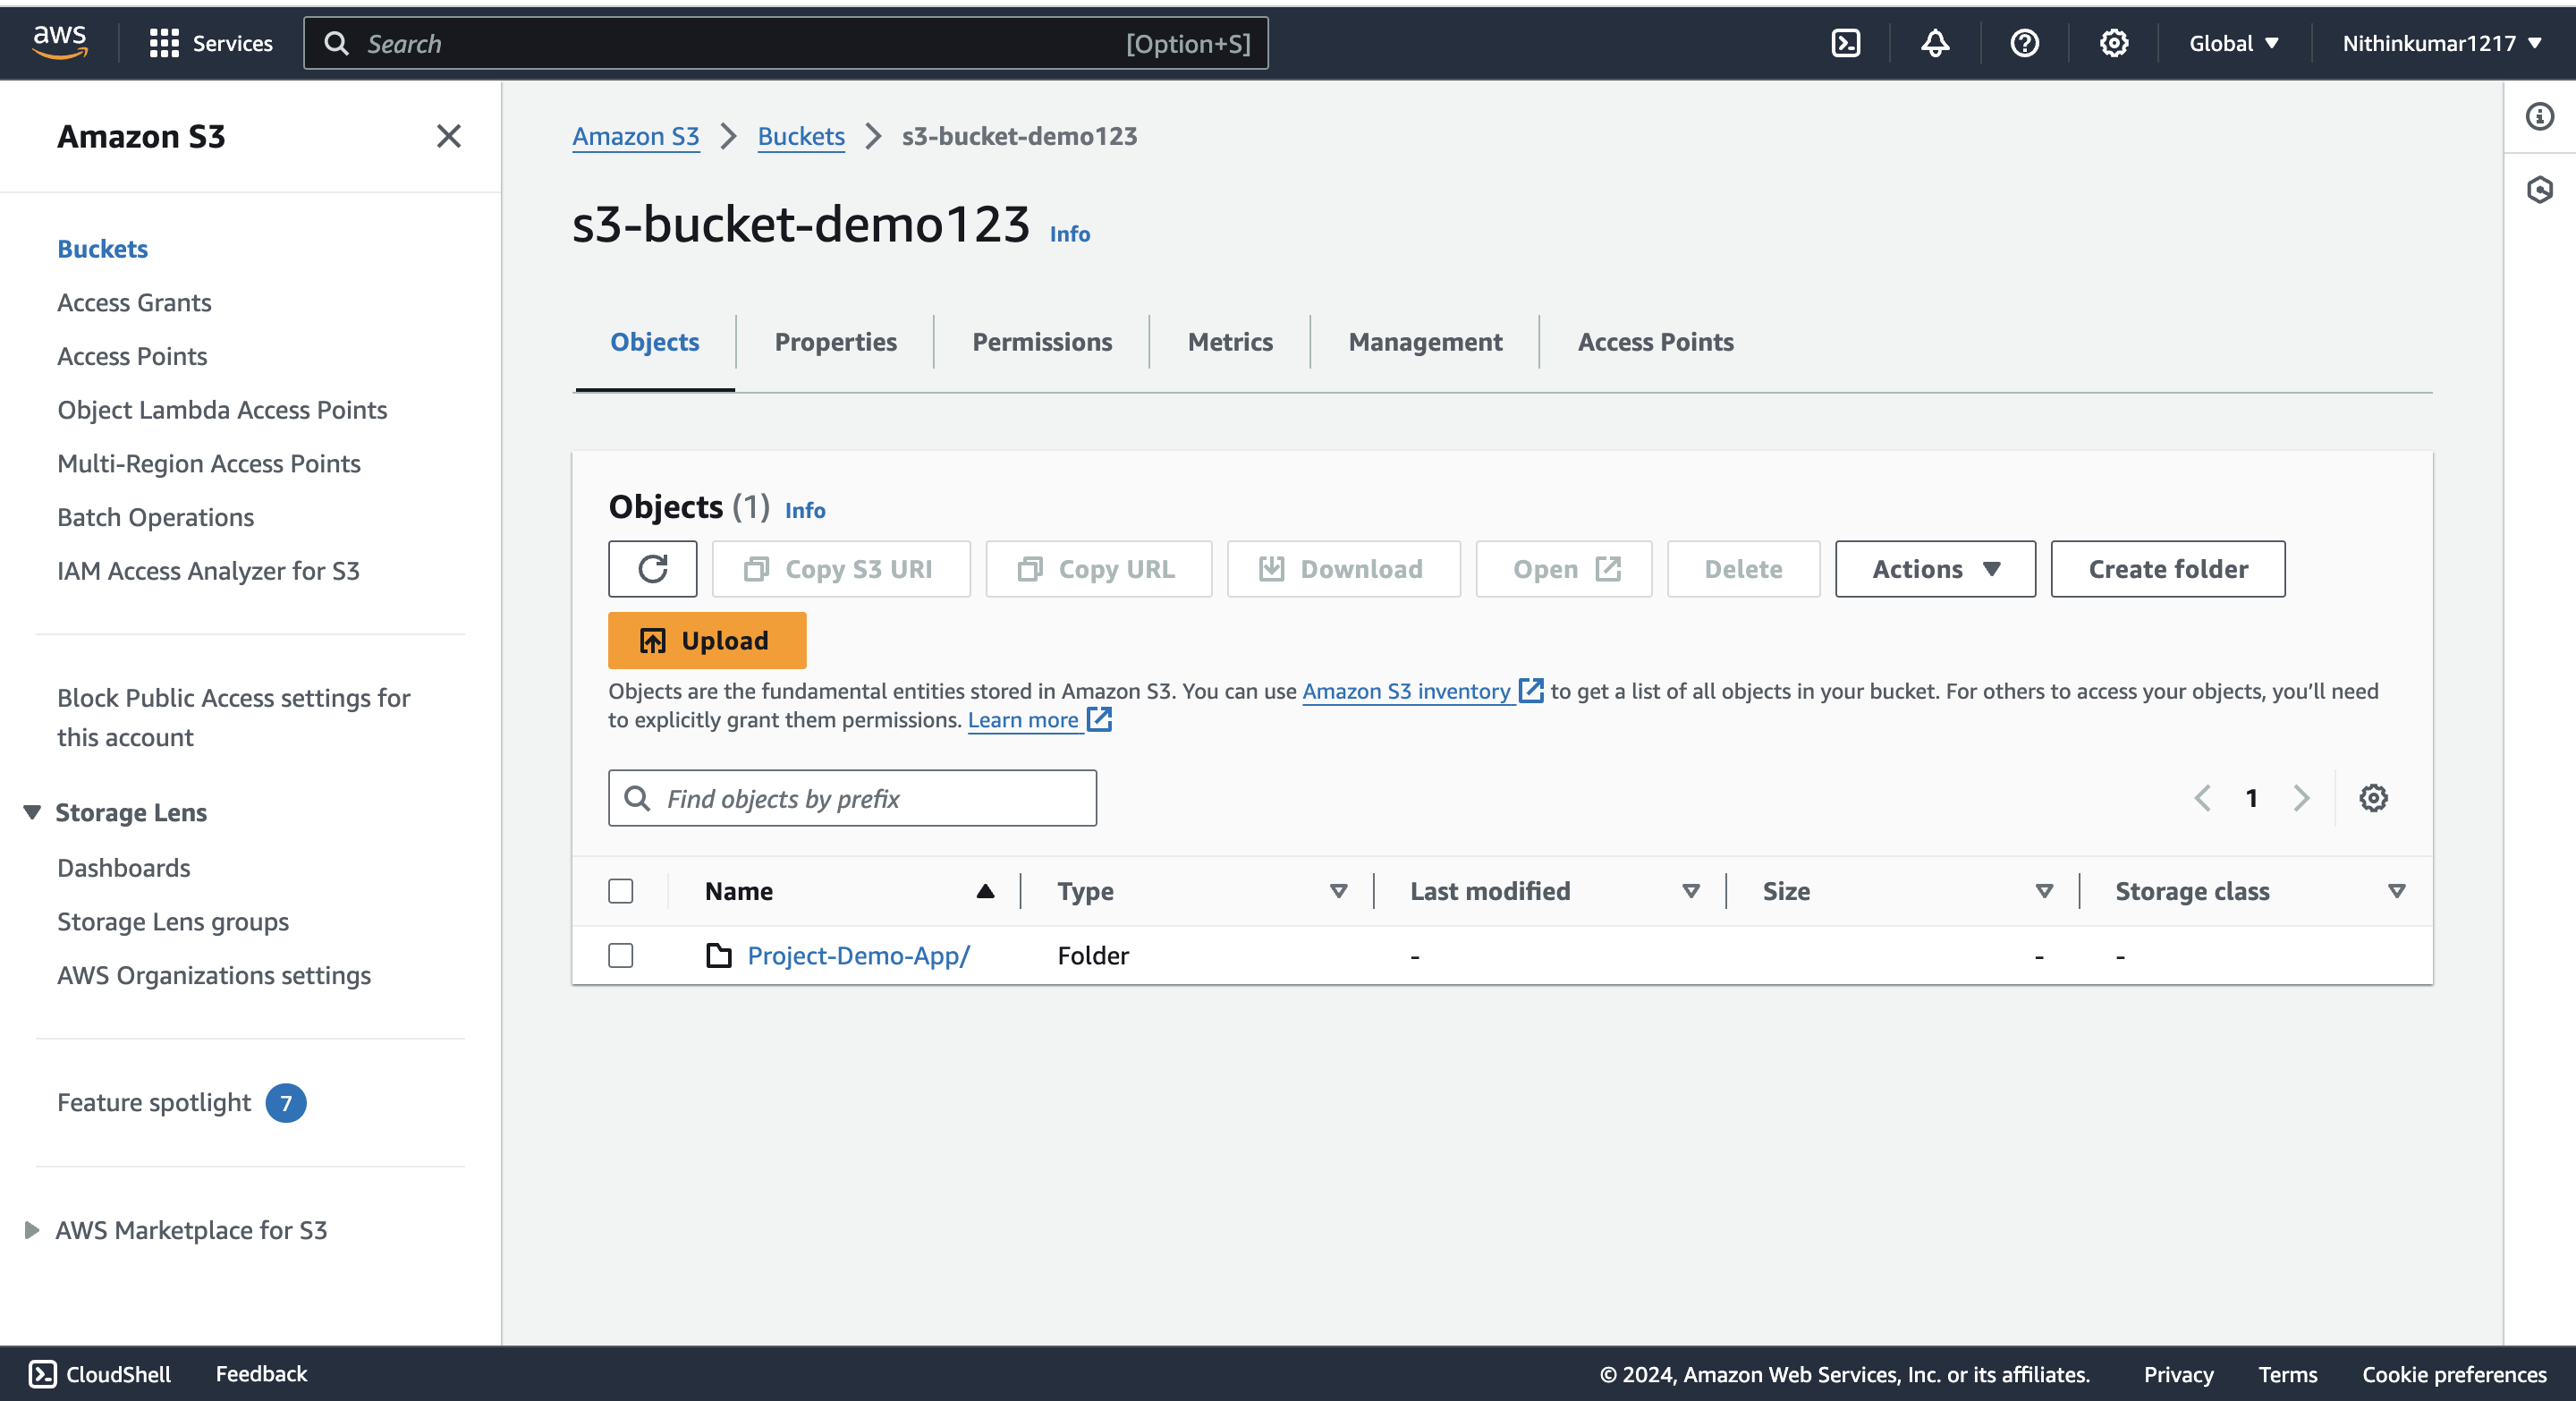 aws Services Search [Option+S] Global Nithinkumar1217
Amazon S3
Buckets
Access Grants
Access Points
Object Lambda Access Points
Multi-Region Access Points
Batch Operations
IAM Access Analyzer for S3
Block Public Access settings for
this account
Storage Lens
Dashboards
Storage Lens groups
AWS Organizations settings
Feature spotlight 7
AWS Marketplace for S3
Amazon S3 Buckets s3-bucket-demo123
s3-bucket-demo123 Info
Objects Properties Permissions Metrics Management Access Points
Objects (1) Info
Copy S3 URI Copy URL Download Open Delete Actions Create folder
Upload
Objects are the fundamental entities stored in Amazon S3. You can use Amazon S3 inventory to get a list of all objects in your bucket. For others to access your objects, you’ll need
to explicitly grant them permissions. Learn more
Find objects by prefix 1
Name Type Last modified Size Storage class
Project-Demo-App/ Folder - - -
CloudShell Feedback © 2024, Amazon Web Services, Inc. or its affiliates. Privacy Terms Cookie preferences